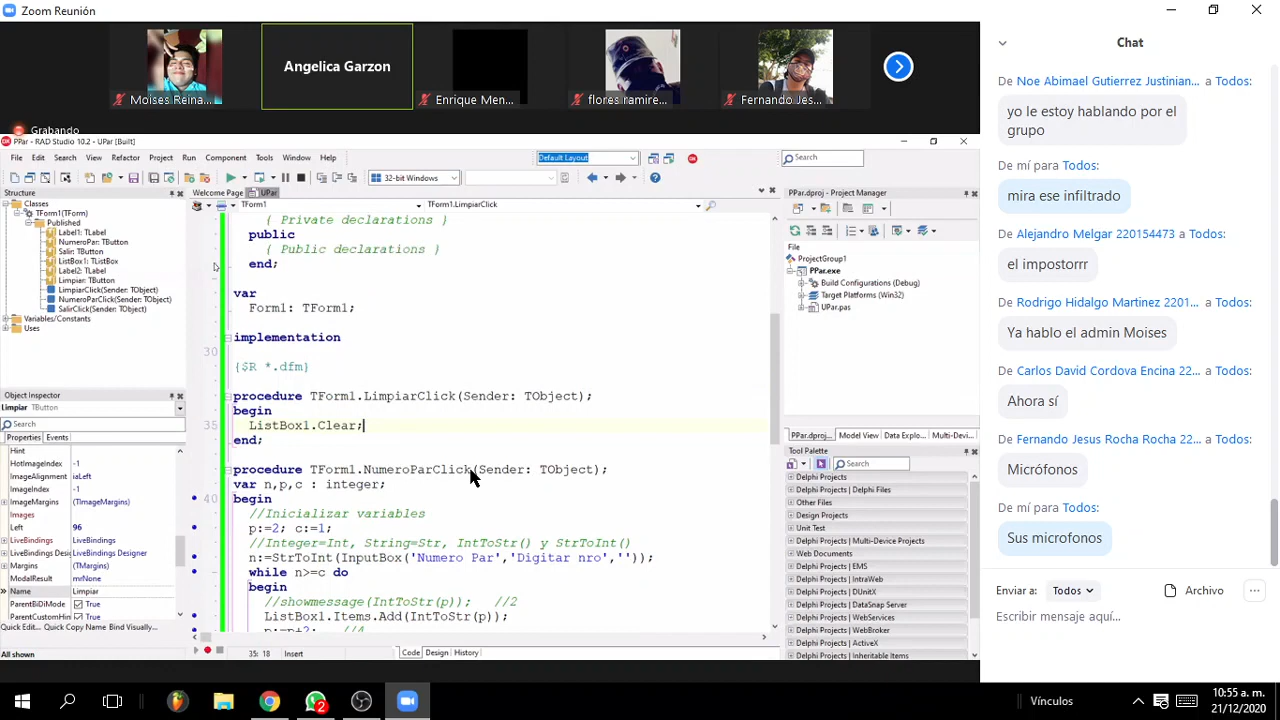 Zoom Reunión
Moises Reina...
Angelica Garzon
Enrique Men...
flores ramire...
Fernando Jes...
Grabando
PPar - RAD Studio 10.2 - UPar [Built]
File Edit Search View Refactor Project Run Component Tools Window Help
Default Layout
Search
32-bit Windows
Structure
Classes
TForm1(TForm)
Published
Label1: TLabel
NumeroPar: TButton
Salir: TButton
ListBox1: TListBox
Label2: TLabel
Limpiar: TButton
LimpiarClick(Sender: TObject)
NumeroParClick(Sender: TObject)
SalirClick(Sender: TObject)
Variables/Constants
Uses
Object Inspector
Limpiar TButton
Search
Properties Events
Hint
HotImageIndex -1
ImageAlignment iaLeft
ImageIndex -1
ImageMargins (TImageMargins)
Images
Left 96
LiveBindings LiveBindings
LiveBindings Des LiveBindings Designer
Margins (TMargins)
ModalResult mrNone
Name Limpiar
ParentBiDiMode True
ParentCustomHin True
Quick Edit... Quick Copy Name Bind Visually...
All shown
Welcome Page UPar
TForm1 TForm1.LimpiarClick
{ Private declarations }
public
{ Public declarations }
end;
var
Form1: TForm1;
implementation
30
{$R *.dfm}
procedure TForm1.LimpiarClick(Sender: TObject);
begin
35 ListBox1.Clear;
end;
procedure TForm1.NumeroParClick(Sender: TObject);
var n,p,c : integer;
40 begin
//Inicializar variables
p:=2; c:=1;
//Integer=Int, String=Str, IntToStr() y StrToInt()
n:=StrToInt(InputBox('Numero Par','Digitar nro',''));
while n>=c do
begin
//showmessage(IntToStr(p)); //2
ListBox1.Items.Add(IntToStr(p));
p:=p+2; //4
35: 18 Insert
Code Design History
PPar.dproj - Project Manager
File
ProjectGroup1
PPar.exe
Build Configurations (Debug)
Target Platforms (Win32)
UPar.pas
PPar.dproj... Model View Data Explo... Multi-Devi...
Tool Palette
Search
Delphi Projects
Delphi Projects | Delphi Files
Other Files
Design Projects
Unit Test
Delphi Projects | Multi-Device Projects
Web Documents
Delphi Projects | EMS
Delphi Projects | IntraWeb
Delphi Projects | DUnitX
Delphi Projects | DataSnap Server
Delphi Projects | WebServices
Delphi Projects | WebBroker
Delphi Projects | ActiveX
Delphi Projects | Inheritable Items
Chat
De Noe Abimael Gutierrez Justinian... a Todos:
yo le estoy hablando por el
grupo
De mí para Todos:
mira ese infiltrado
De Alejandro Melgar 220154473 a Todos:
el impostorrr
De Rodrigo Hidalgo Martinez 2201... a Todos:
Ya hablo el admin Moises
De Carlos David Cordova Encina 22... a Todos:
Ahora sí
De Fernando Jesus Rocha Rocha 22... a Todos:
Micrófonos
De mí para Todos:
Sus microfonos
Enviar a: Todos Archivo ...
Escribir mensaje aquí...
2
Vínculos
10:55 a. m.
21/12/2020